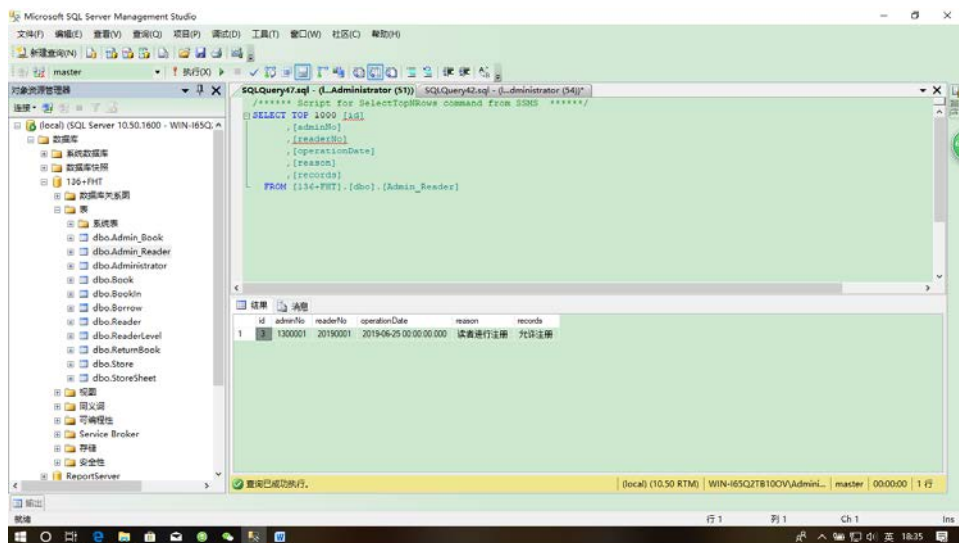 Microsoft SQL Server Management Studio
文件(F) 编辑(E) 查看(V) 查询(Q) 项目(P) 调试(D) 工具(T) 窗口(W) 社区(C) 帮助(H)
新建查询(N)
master 执行(X)
对象资源管理器
连接
(local) (SQL Server 10.50.1600 - WIN-I65Q
数据库
系统数据库
数据库快照
136+FHT
数据库关系图
表
系统表
dbo.Admin_Book
dbo.Admin_Reader
dbo.Administrator
dbo.Book
dbo.BookIn
dbo.Borrow
dbo.Reader
dbo.ReaderLevel
dbo.ReturnBook
dbo.Store
dbo.StoreSheet
视图
同义词
可编程性
Service Broker
存储
安全性
ReportServer
SQLQuery47.sql - (l...Administrator (51)) SQLQuery42.sql - (l...dministrator (54))*
/****** Script for SelectTopNRows command from SSMS ******/
SELECT TOP 1000 [id]
,[adminNo]
,[readerNo]
,[operationDate]
,[reason]
,[records]
FROM [136+FHT].[dbo].[Admin_Reader]
结果 消息
id adminNo readerNo operationDate reason records
1 3 1300001 20190001 2019-06-25 00:00:00.000 读者进行注册 允许注册
查询已成功执行。
(local) (10.50 RTM) WIN-I65Q2TB10OV\Admini... master 00:00:00 1 行
输出
就绪 行 1 列 1 Ch 1 Ins
英 18:35